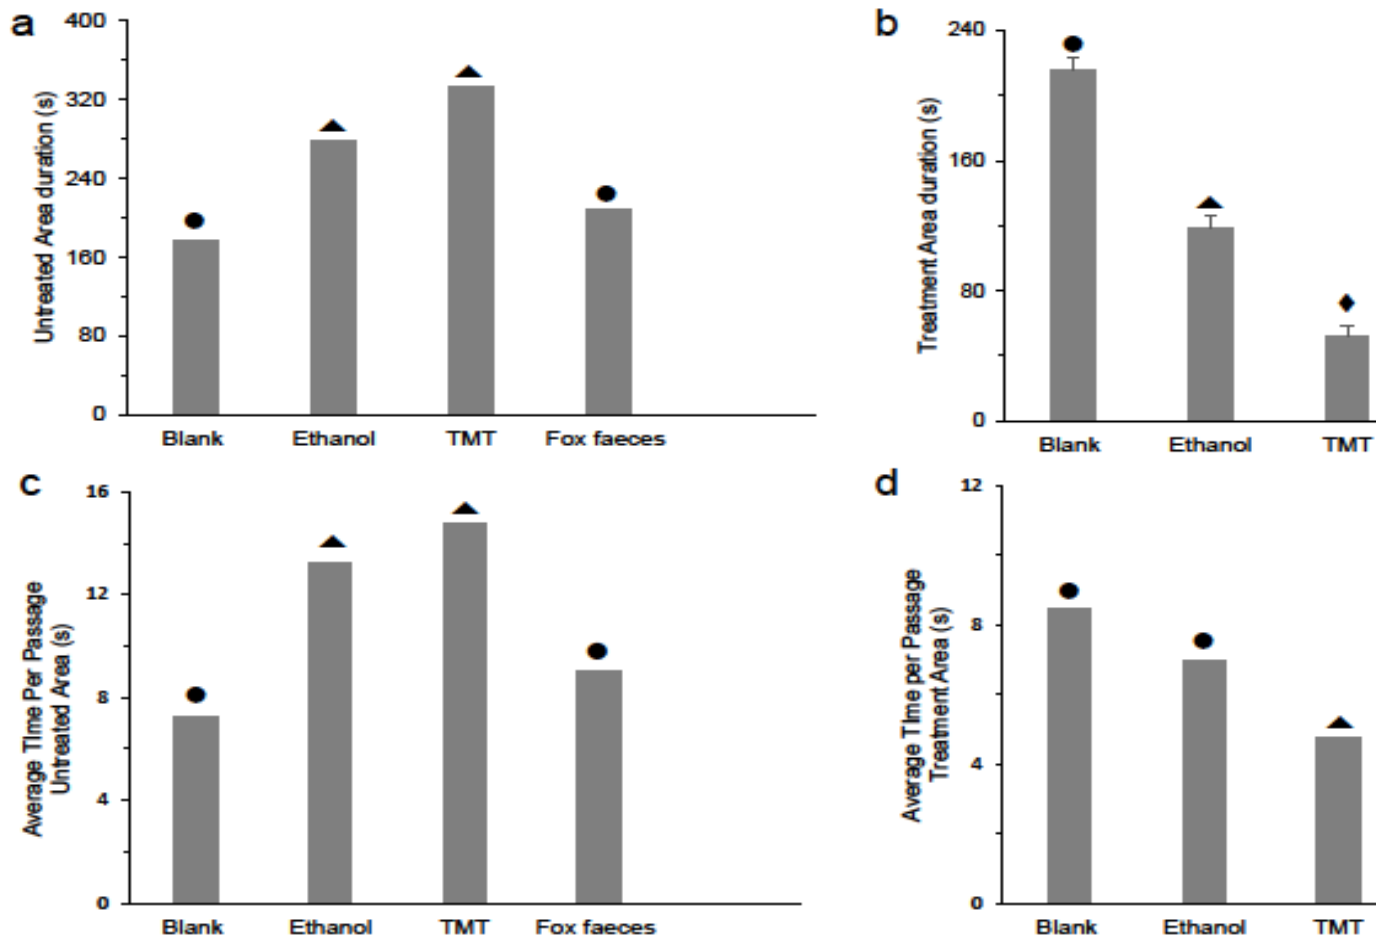 a
Untreated Area duration (s)
400
320
240
160
80
0
Blank Ethanol TMT Fox faeces
b
Treatment Area duration (s)
240
160
80
0
Blank Ethanol TMT
c
Average TIme Per Passage
Untreated Area (s)
16
12
8
4
0
Blank Ethanol TMT Fox faeces
d
Average TIme per Passage
Treatment Area (s)
12
8
4
0
Blank Ethanol TMT